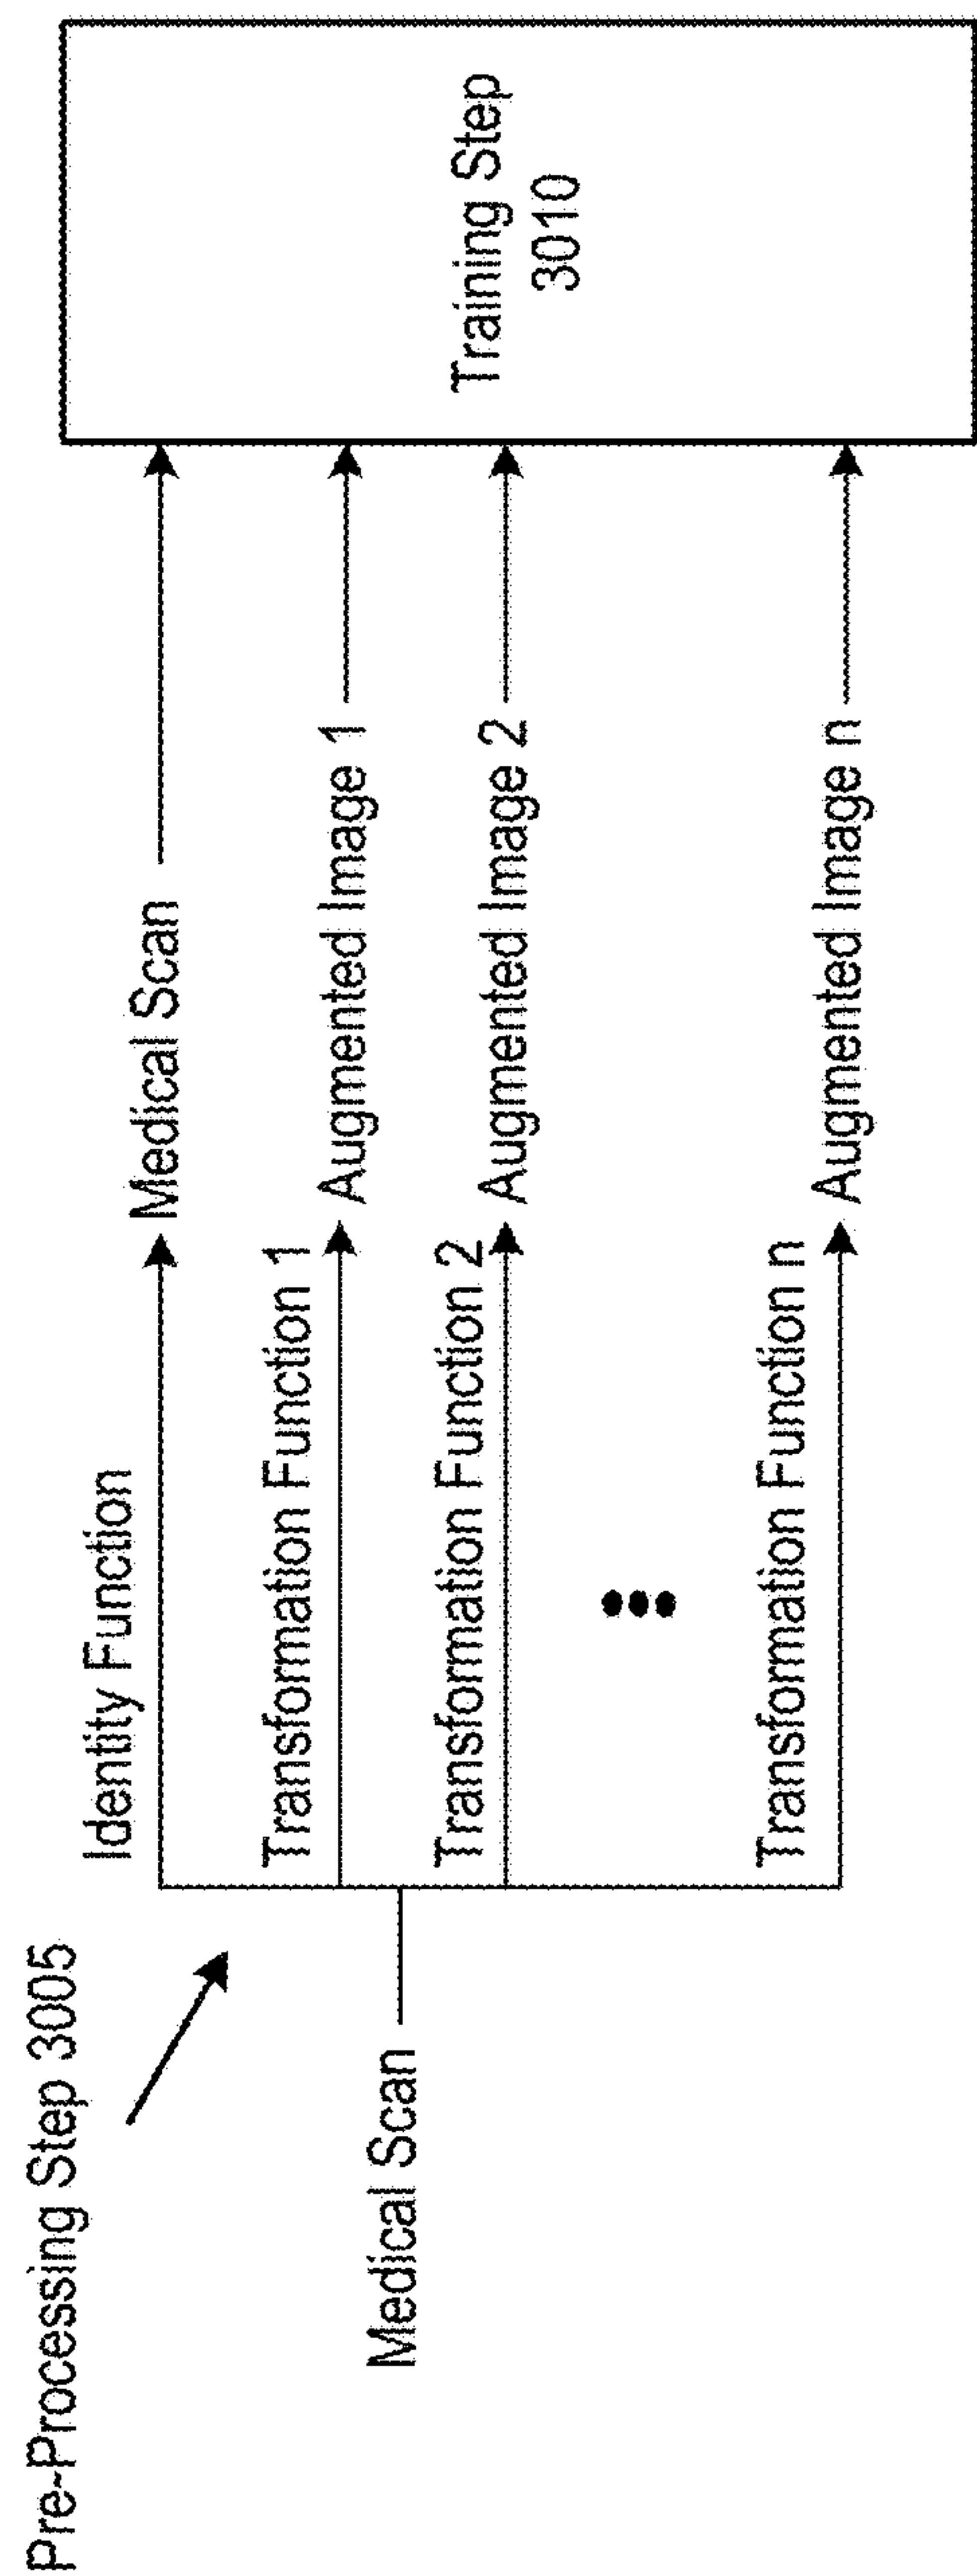 Pre-Processing Step 3005
Medical Scan
Identity Function
Medical Scan
Transformation Function 1
Augmented Image 1
Transformation Function 2
Augmented Image 2
Transformation Function n
Augmented Image n
Training Step
3010